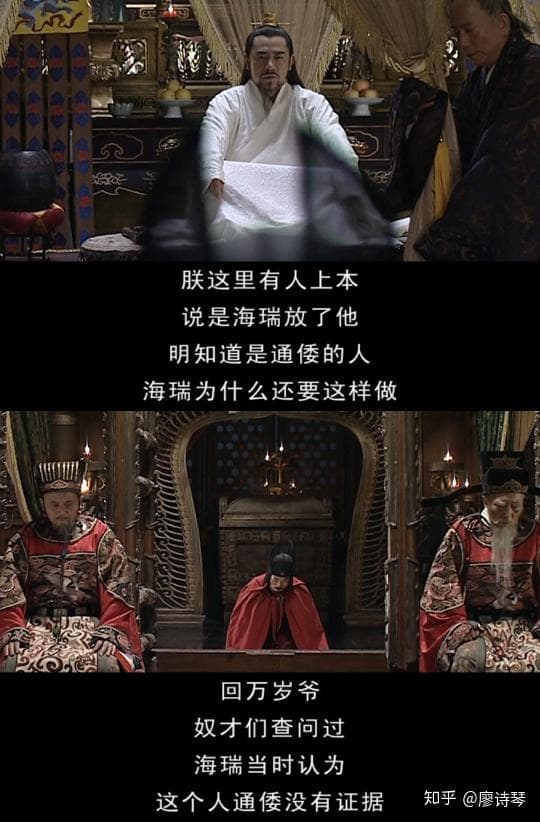 朕这里有人上本
说是海瑞放了他
明知道是通倭的人
海瑞为什么还要这样做
回万岁爷
奴才们查问过
海瑞当时认为
这个人通倭没有证据
知乎 @廖诗琴